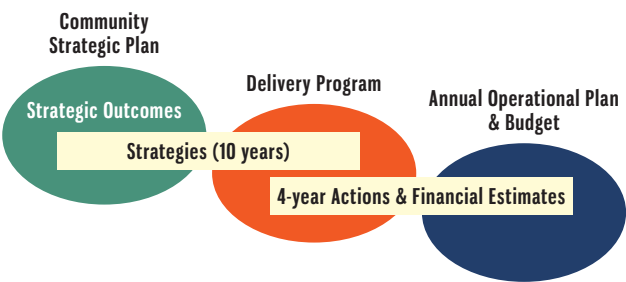 Community
Strategic Plan
Strategic Outcomes
Strategies (10 years)
Delivery Program
4-year Actions & Financial Estimates
Annual Operational Plan
& Budget